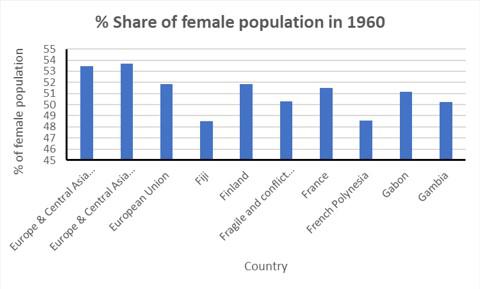 % Share of female population in 1960
% of female population
55
54
53
52
51
50
49
48
47
46
45
Europe & Central Asia...
Europe & Central Asia...
European Union
Fiji
Finland
Fragile and conflict...
France
French Polynesia
Gabon
Gambia
Country